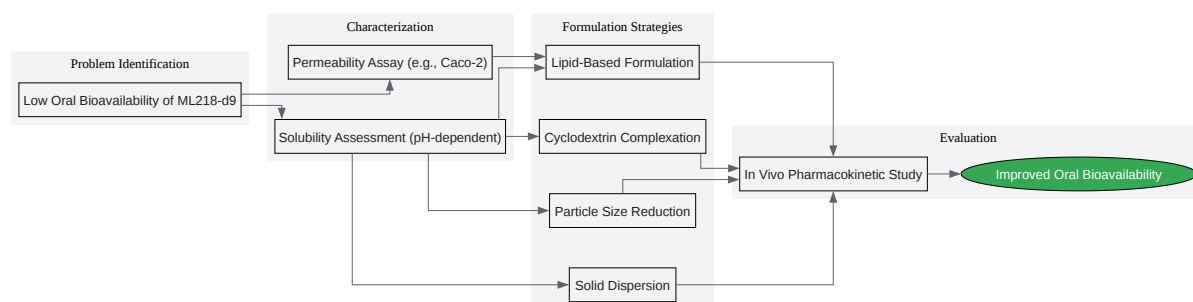 Problem Identification
Low Oral Bioavailability of ML218-d9
Characterization
Permeability Assay (e.g., Caco-2)
Solubility Assessment (pH-dependent)
Formulation Strategies
Lipid-Based Formulation
Cyclodextrin Complexation
Particle Size Reduction
Solid Dispersion
Evaluation
In Vivo Pharmacokinetic Study
Improved Oral Bioavailability